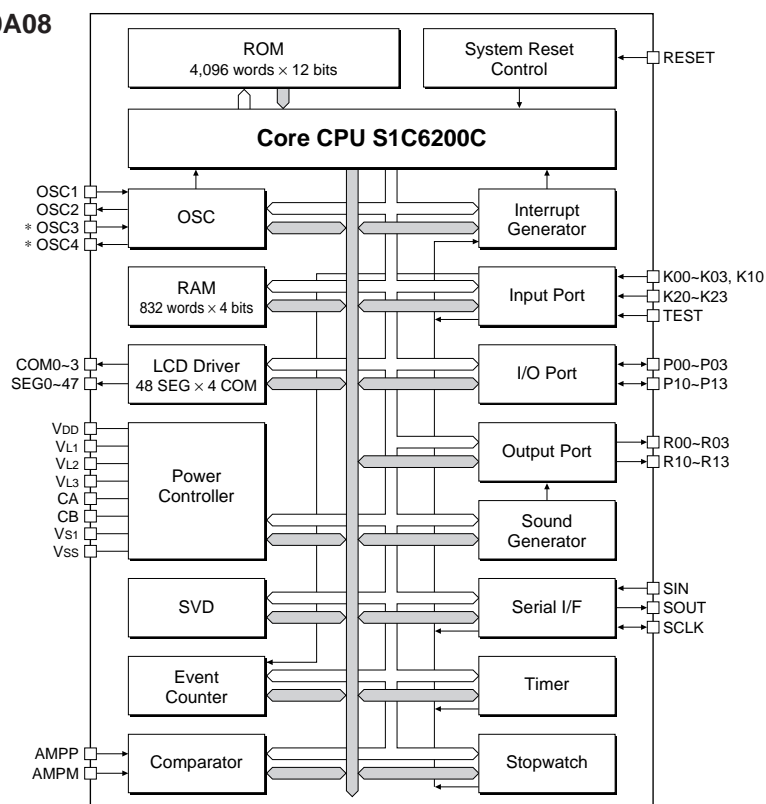 0A08
ROM
4,096 words × 12 bits
System Reset
Control
RESET
Core CPU S1C6200C
OSC1
OSC2
* OSC3
* OSC4
OSC
Interrupt
Generator
RAM
832 words × 4 bits
Input Port
K00~K03, K10
K20~K23
TEST
COM0~3
SEG0~47
LCD Driver
48 SEG × 4 COM
I/O Port
P00~P03
P10~P13
VDD
VL1
VL2
VL3
CA
CB
VS1
VSS
Power
Controller
Output Port
R00~R03
R10~R13
Sound
Generator
SVD
Serial I/F
SIN
SOUT
SCLK
Event
Counter
Timer
AMPP
AMPM
Comparator
Stopwatch